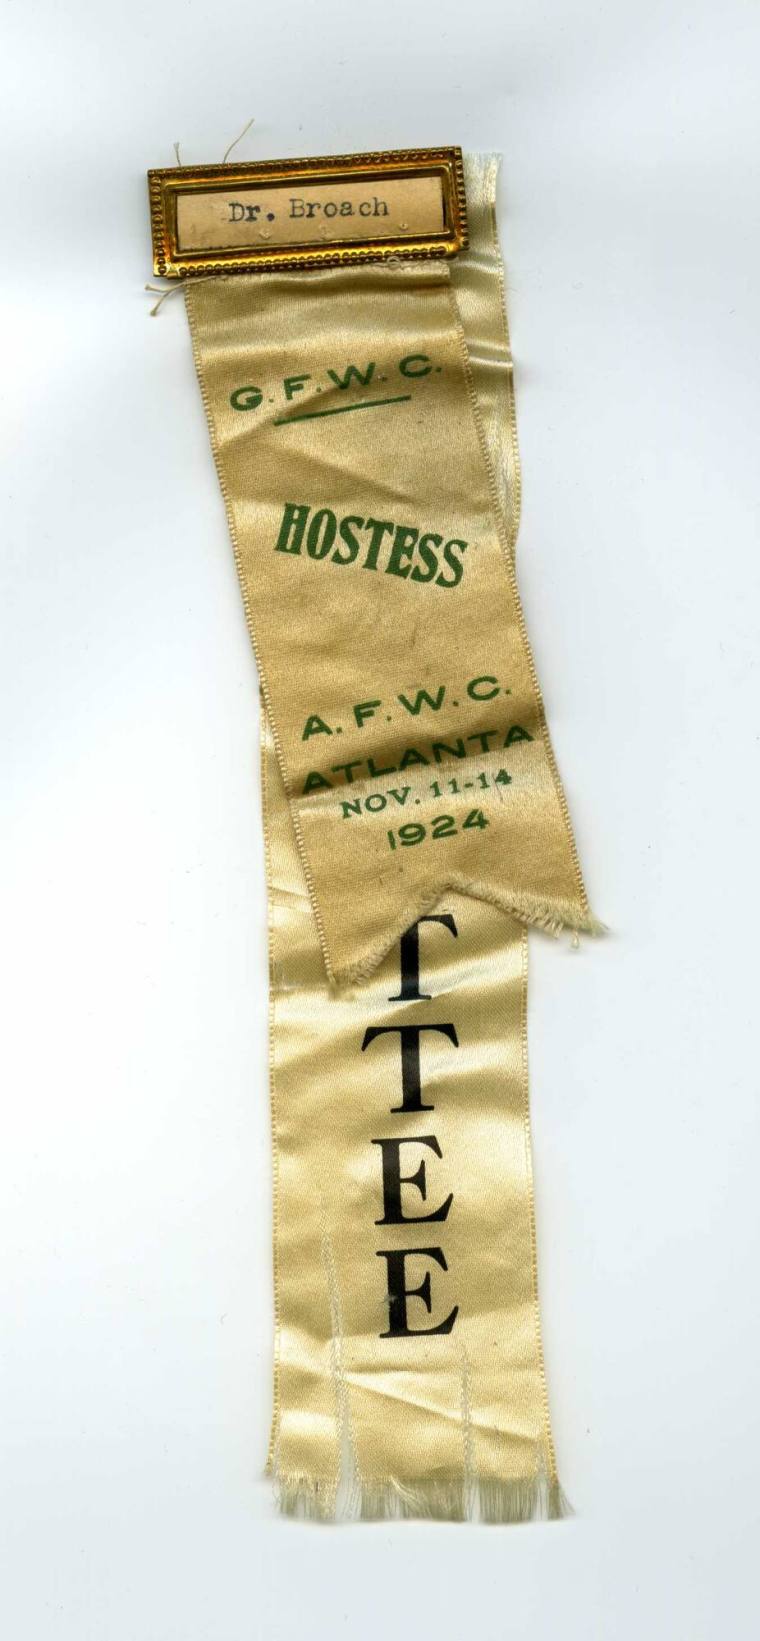 Dr. Broach
G.F.W.C.
HOSTESS
A.F.W.C.
ATLANTA
NOV. 11-14
1924
T
T
E
E